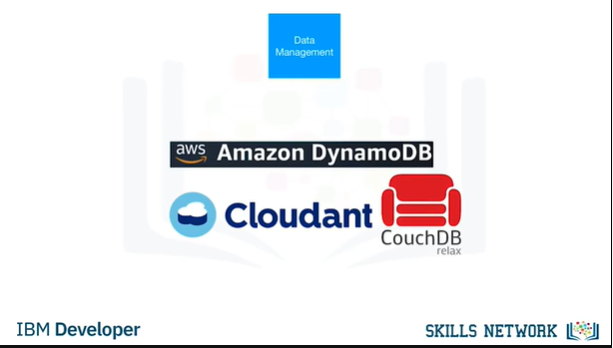 Data
Management
aws Amazon DynamoDB
Cloudant
CouchDB
relax
IBM Developer
SKILLS NETWORK